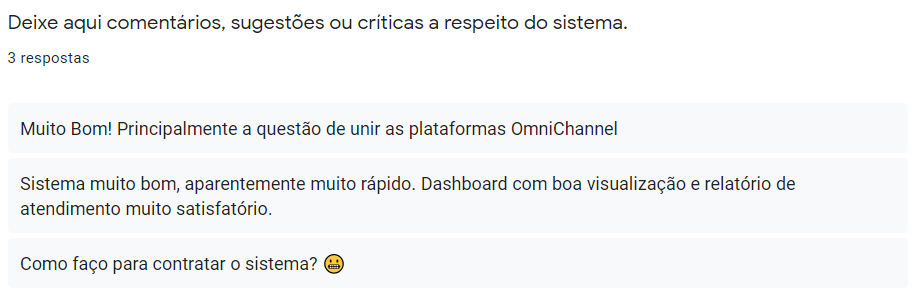 Deixe aqui comentários, sugestões ou críticas a respeito do sistema.
3 respostas
Muito Bom! Principalmente a questão de unir as plataformas OmniChannel
Sistema muito bom, aparentemente muito rápido. Dashboard com boa visualização e relatório de
atendimento muito satisfatório.
Como faço para contratar o sistema? 😬